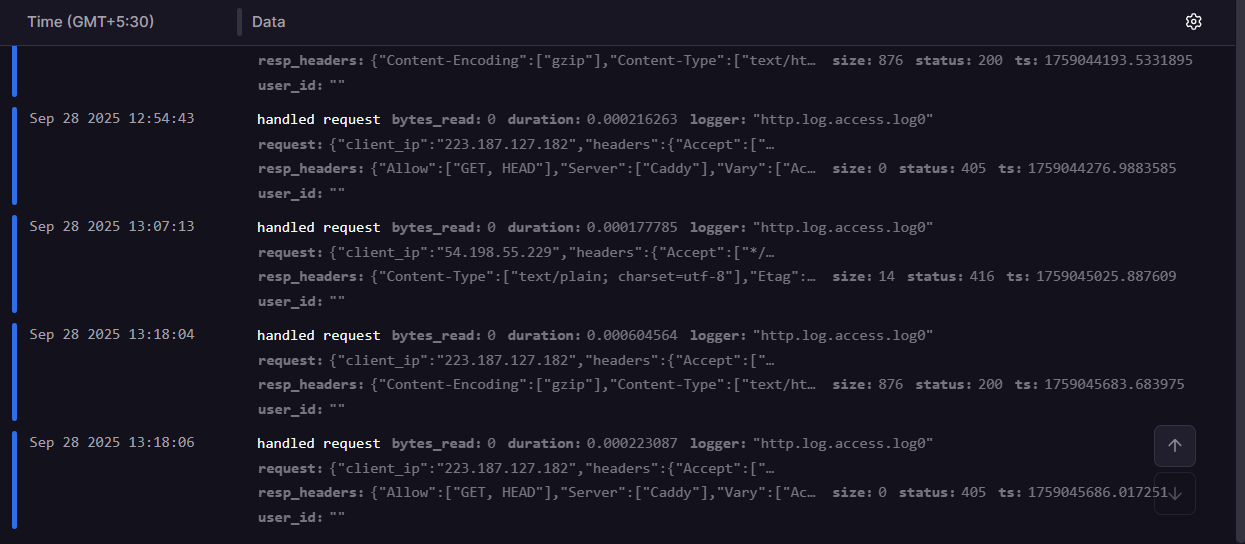 Time (GMT+5:30) Data
resp_headers: {"Content-Encoding":["gzip"],"Content-Type":["text/ht… size: 876 status: 200 ts: 1759044193.5331895
user_id: ""
Sep 28 2025 12:54:43 handled request bytes_read: 0 duration: 0.000216263 logger: "http.log.access.log0"
request: {"client_ip":"223.187.127.182","headers":{"Accept":["…
resp_headers: {"Allow":["GET, HEAD"],"Server":["Caddy"],"Vary":["Ac… size: 0 status: 405 ts: 1759044276.9883585
user_id: ""
Sep 28 2025 13:07:13 handled request bytes_read: 0 duration: 0.000177785 logger: "http.log.access.log0"
request: {"client_ip":"54.198.55.229","headers":{"Accept":["*/…
resp_headers: {"Content-Type":["text/plain; charset=utf-8"],"Etag":… size: 14 status: 416 ts: 1759045025.887609
user_id: ""
Sep 28 2025 13:18:04 handled request bytes_read: 0 duration: 0.000604564 logger: "http.log.access.log0"
request: {"client_ip":"223.187.127.182","headers":{"Accept":["…
resp_headers: {"Content-Encoding":["gzip"],"Content-Type":["text/ht… size: 876 status: 200 ts: 1759045683.683975
user_id: ""
Sep 28 2025 13:18:06 handled request bytes_read: 0 duration: 0.000223087 logger: "http.log.access.log0"
request: {"client_ip":"223.187.127.182","headers":{"Accept":["…
resp_headers: {"Allow":["GET, HEAD"],"Server":["Caddy"],"Vary":["Ac… size: 0 status: 405 ts: 1759045686.017251
user_id: ""